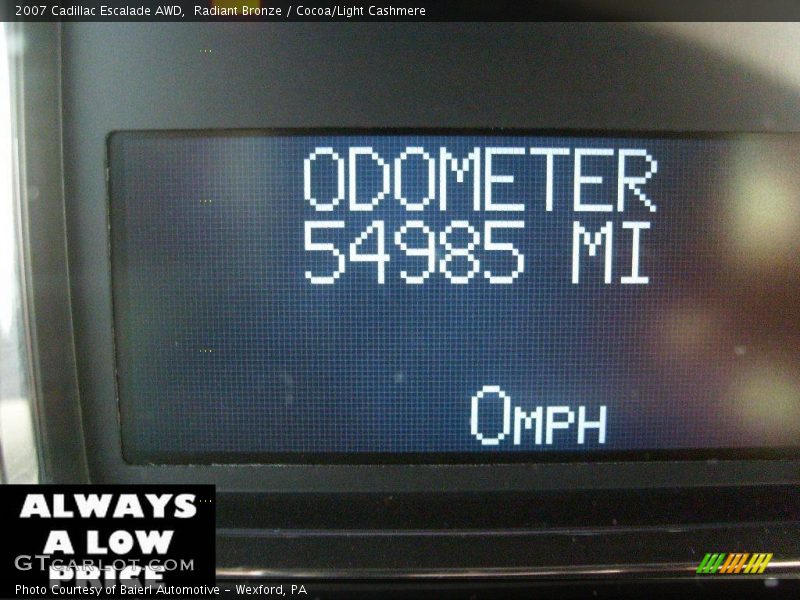 2007 Cadillac Escalade AWD, Radiant Bronze / Cocoa/Light Cashmere
ODOMETER
54985 MI
0MPH
ALWAYS
A LOW
GTCARLOT.COM
PRICE
Photo Courtesy of Baierl Automotive - Wexford, PA